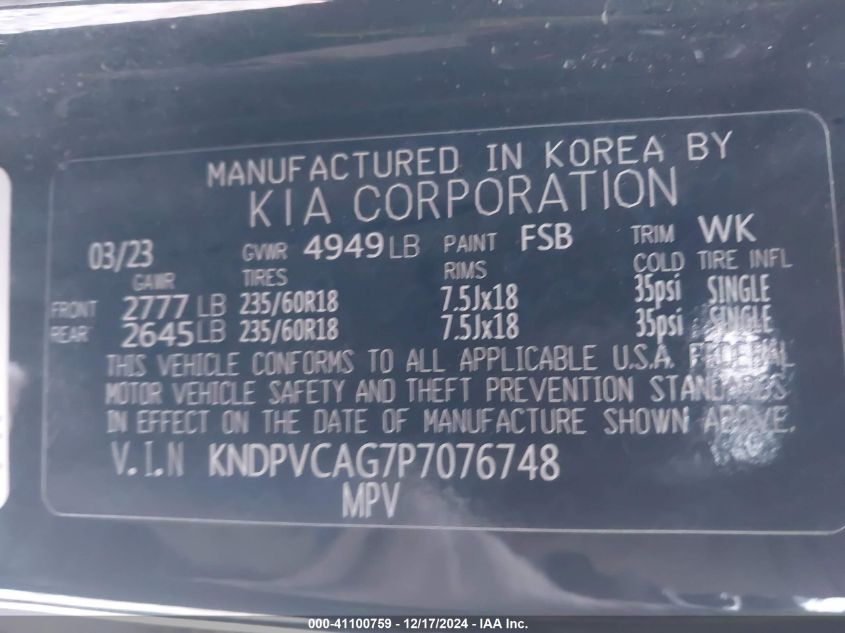 MANUFACTURED IN KOREA BY
KIA CORPORATION
03/23 GVWR 4949 LB PAINT FSB TRIM WK
GAWR TIRES RIMS COLD TIRE INFL
FRONT 2777 LB 235/60R18 7.5Jx18 35psi SINGLE
REAR 2645 LB 235/60R18 7.5Jx18 35psi SINGLE
THIS VEHICLE CONFORMS TO ALL APPLICABLE U.S.A. FEDERAL
MOTOR VEHICLE SAFETY AND THEFT PREVENTION STANDARDS
IN EFFECT ON THE DATE OF MANUFACTURE SHOWN ABOVE.
V.I.N KNDPVCAG7P7076748
MPV
000-41100759 - 12/17/2024 - IAA Inc.